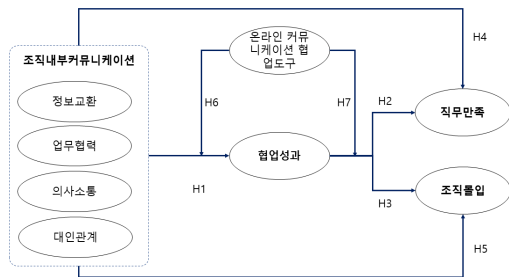 조직내부커뮤니케이션
정보교환
업무협력
의사소통
대인관계
온라인 커뮤
니케이션 협
업도구
협업성과
직무만족
조직몰입
H1
H2
H3
H4
H5
H6
H7